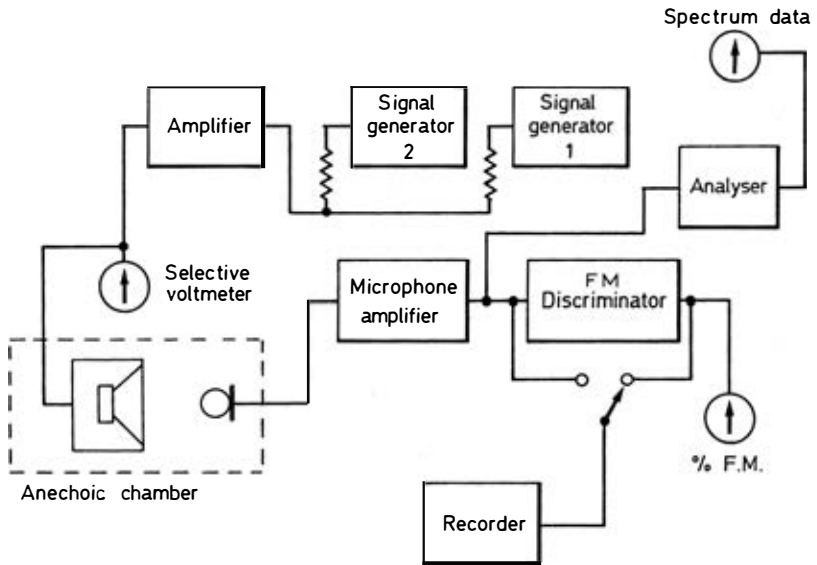 Spectrum data
Amplifier
Signal
generator
2
Signal
generator
1
Analyser
Selective
voltmeter
Microphone
amplifier
FM
Discriminator
% F.M.
Anechoic chamber
Recorder